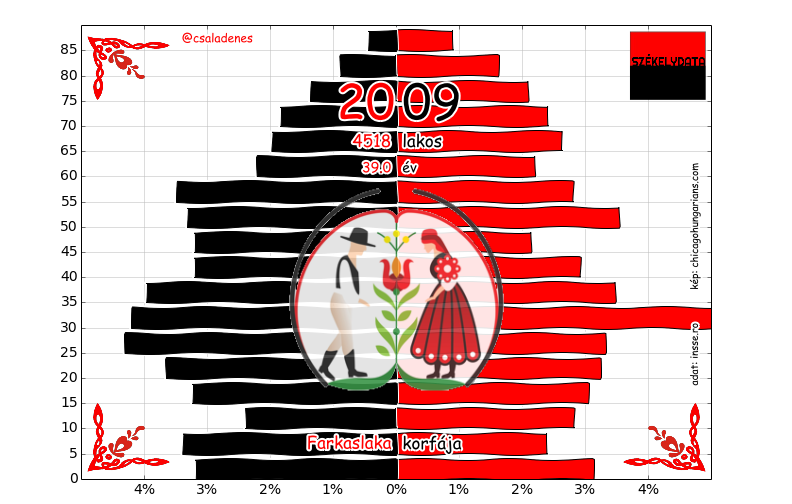 @csaladenes
SZÉKELYDATA
2009
4518 lakos
39.0 év
kép: chicagohungarians.com
adat: insse.ro
Farkaslaka korfája
85
80
75
70
65
60
55
50
45
40
35
30
25
20
15
10
5
0
4% 3% 2% 1% 0% 1% 2% 3% 4%